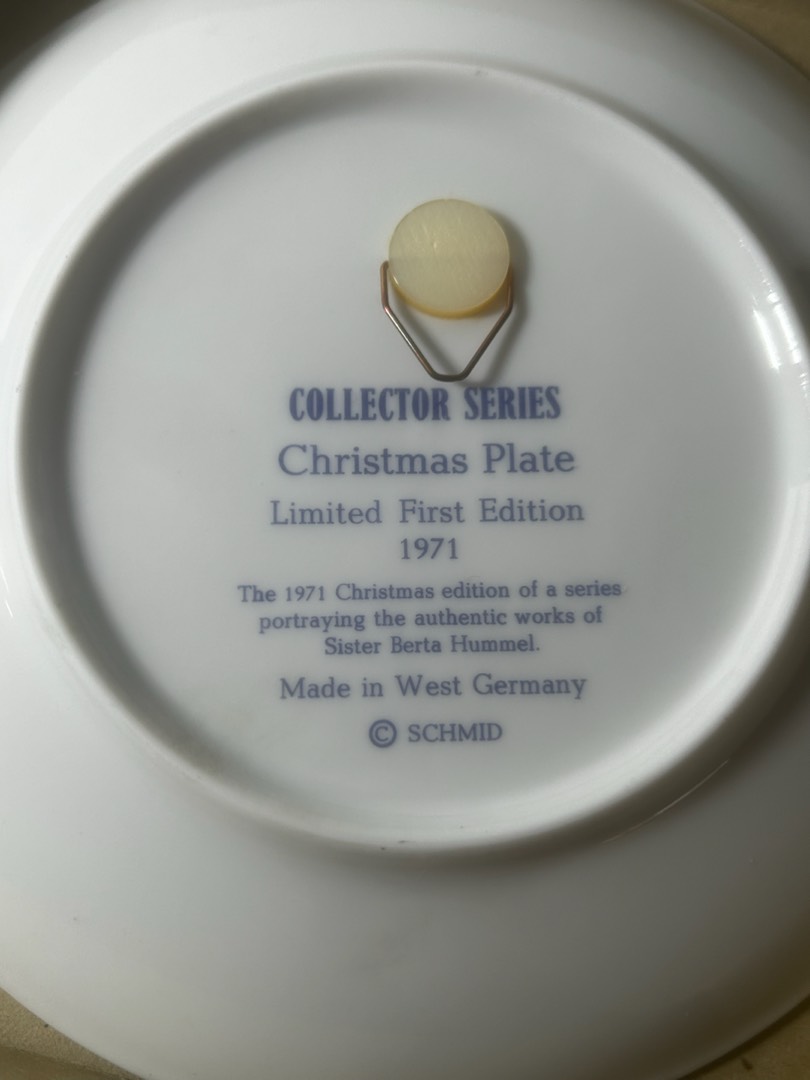 COLLECTOR SERIES
Christmas Plate
Limited First Edition
1971
The 1971 Christmas edition of a series
portraying the authentic works of
Sister Berta Hummel.
Made in West Germany
© SCHMID